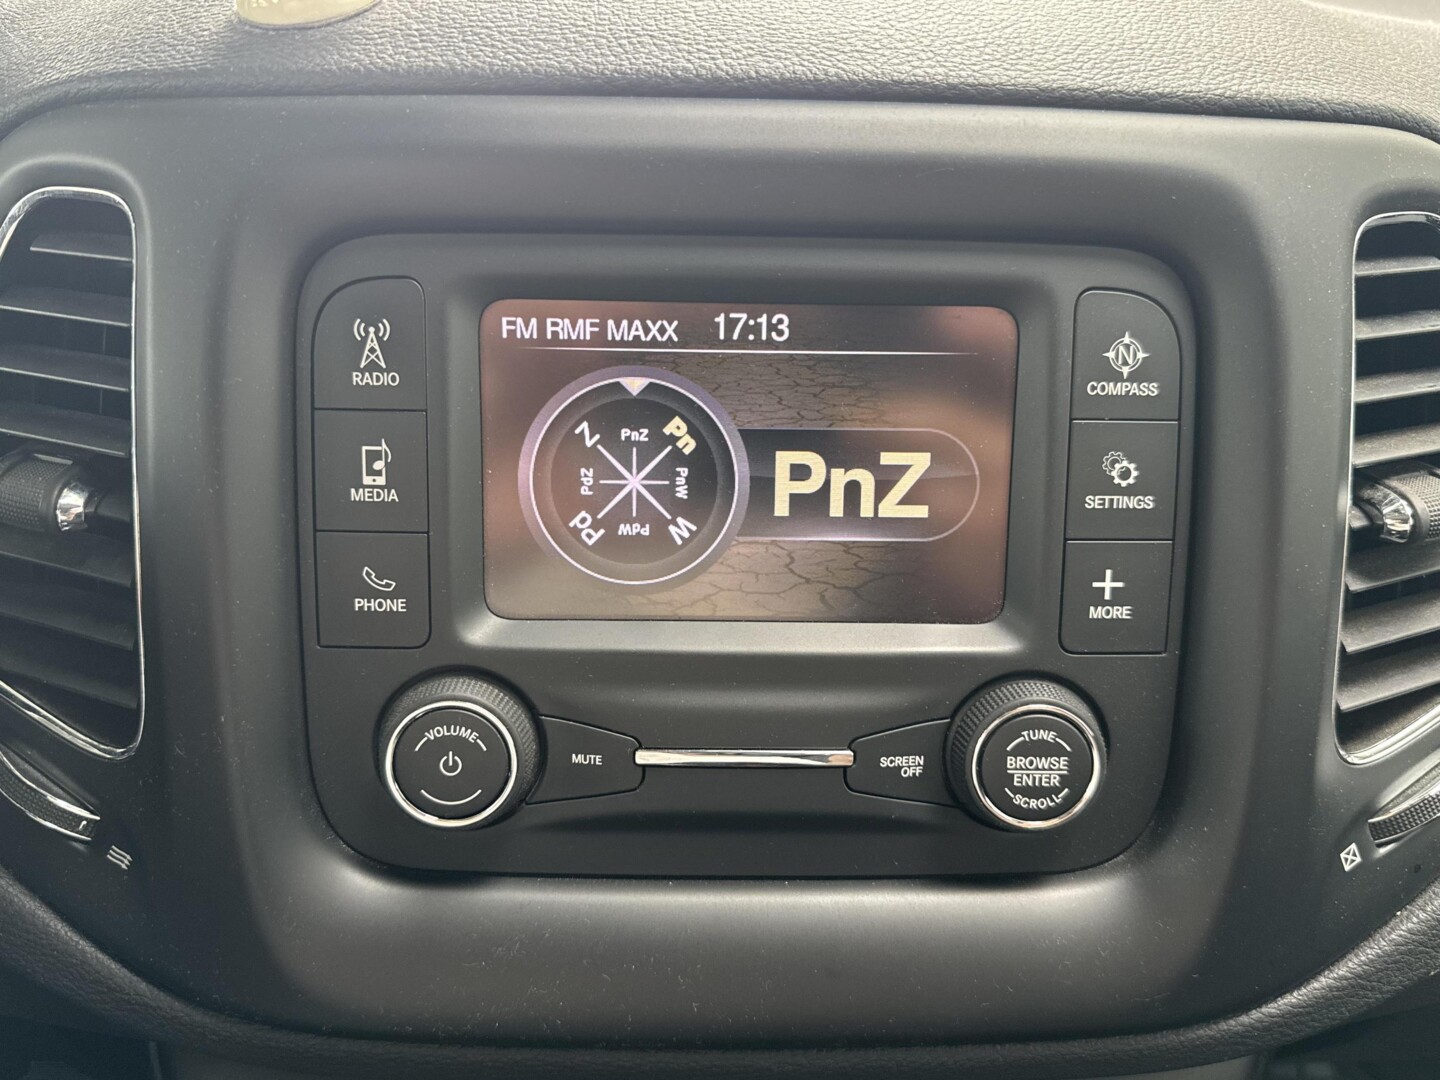 FM RMF MAXX 17:13
RADIO
MEDIA
PHONE
PnZ
Pn
PnW
W
PdW
Pd
PdZ
Z
PnZ
N
COMPASS
SETTINGS
MORE
VOLUME
MUTE
SCREEN
OFF
TUNE
BROWSE
ENTER
SCROLL